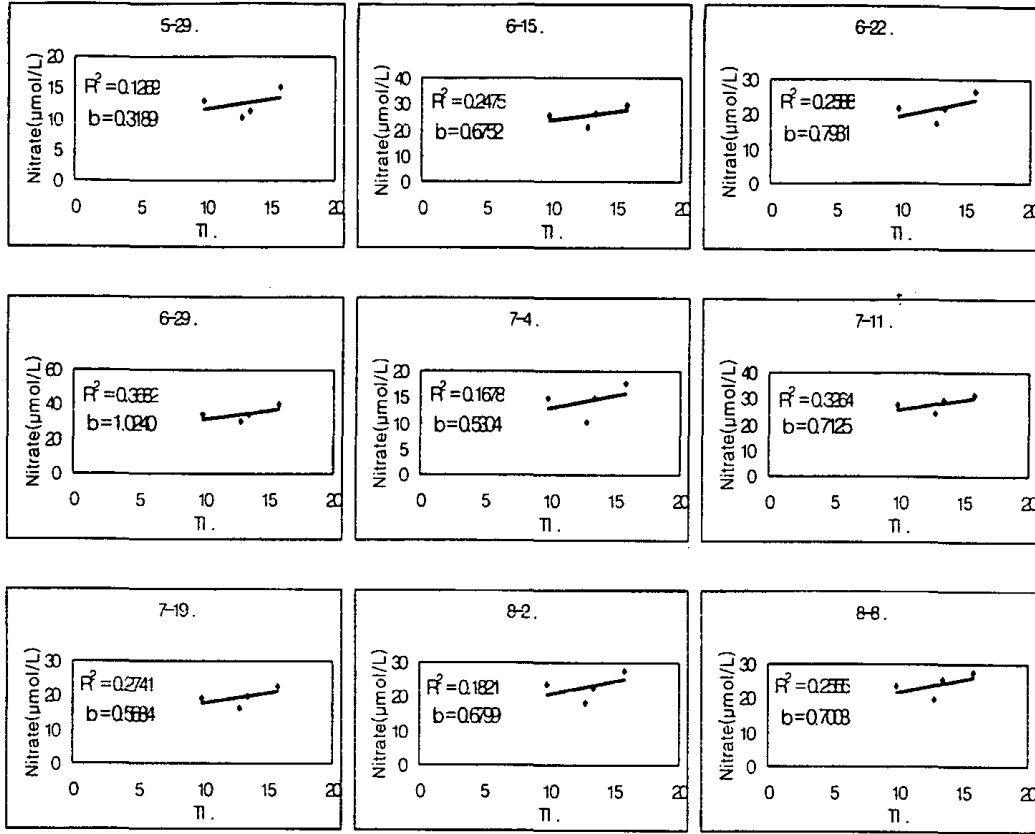 5-29.
Nitrate(µmol/L)
20
15
10
5
0
R² =
b=0.3189
0 5 10 15 20
TI.
6-15.
Nitrate(µmol/L)
40
30
20
10
0
R² = 0.2475
b=0.6752
0 5 10 15 20
TI.
6-22.
Nitrate(µmol/L)
30
20
10
0
R² =
b=0.7931
0 5 10 15 20
TI.
6-29.
Nitrate(µmol/L)
60
40
20
0
R² =
b=1.0240
0 5 10 15 20
TI.
7-4.
Nitrate(µmol/L)
20
15
10
5
0
R² = 0.1678
b=0.5304
0 5 10 15 20
TI.
7-11.
Nitrate(µmol/L)
40
30
20
10
0
R² = 0.3264
b=0.7125
0 5 10 15 20
TI.
7-19.
Nitrate(µmol/L)
30
20
10
0
R² = 0.2741
b=0.5684
0 5 10 15 20
TI.
8-2.
Nitrate(µmol/L)
30
20
10
0
R² = 0.1821
b=0.6799
0 5 10 15 20
TI.
8-8.
Nitrate(µmol/L)
30
20
10
0
R² =
b=0.7008
0 5 10 15 20
TI.